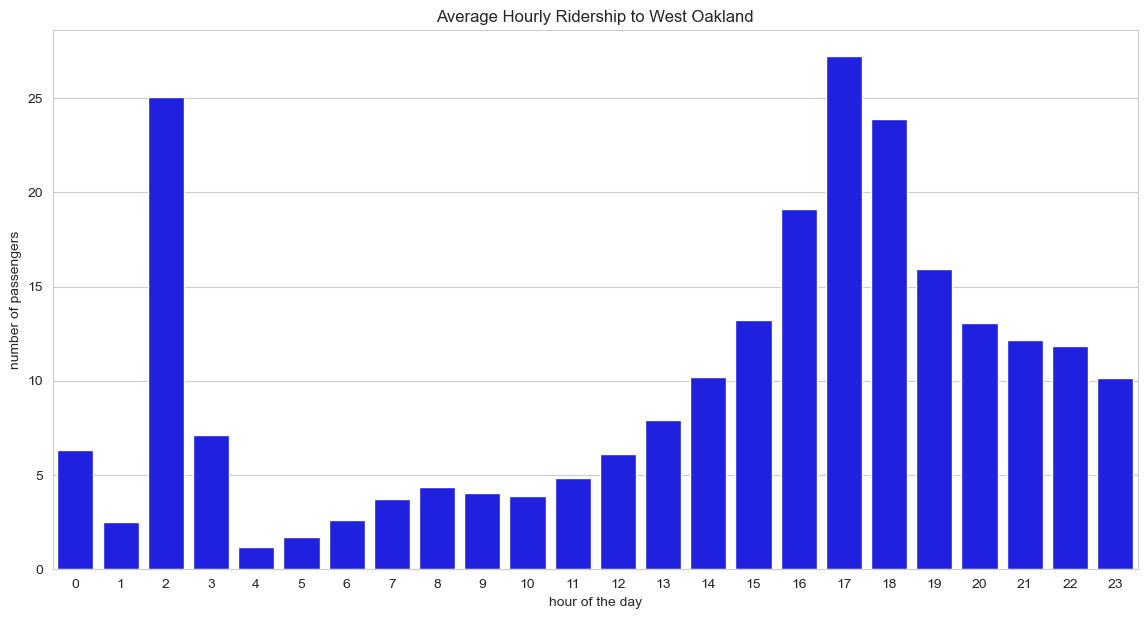 Average Hourly Ridership to West Oakland
number of passengers
25
20
15
10
5
0
0 1 2 3 4 5 6 7 8 9 10 11 12 13 14 15 16 17 18 19 20 21 22 23
hour of the day